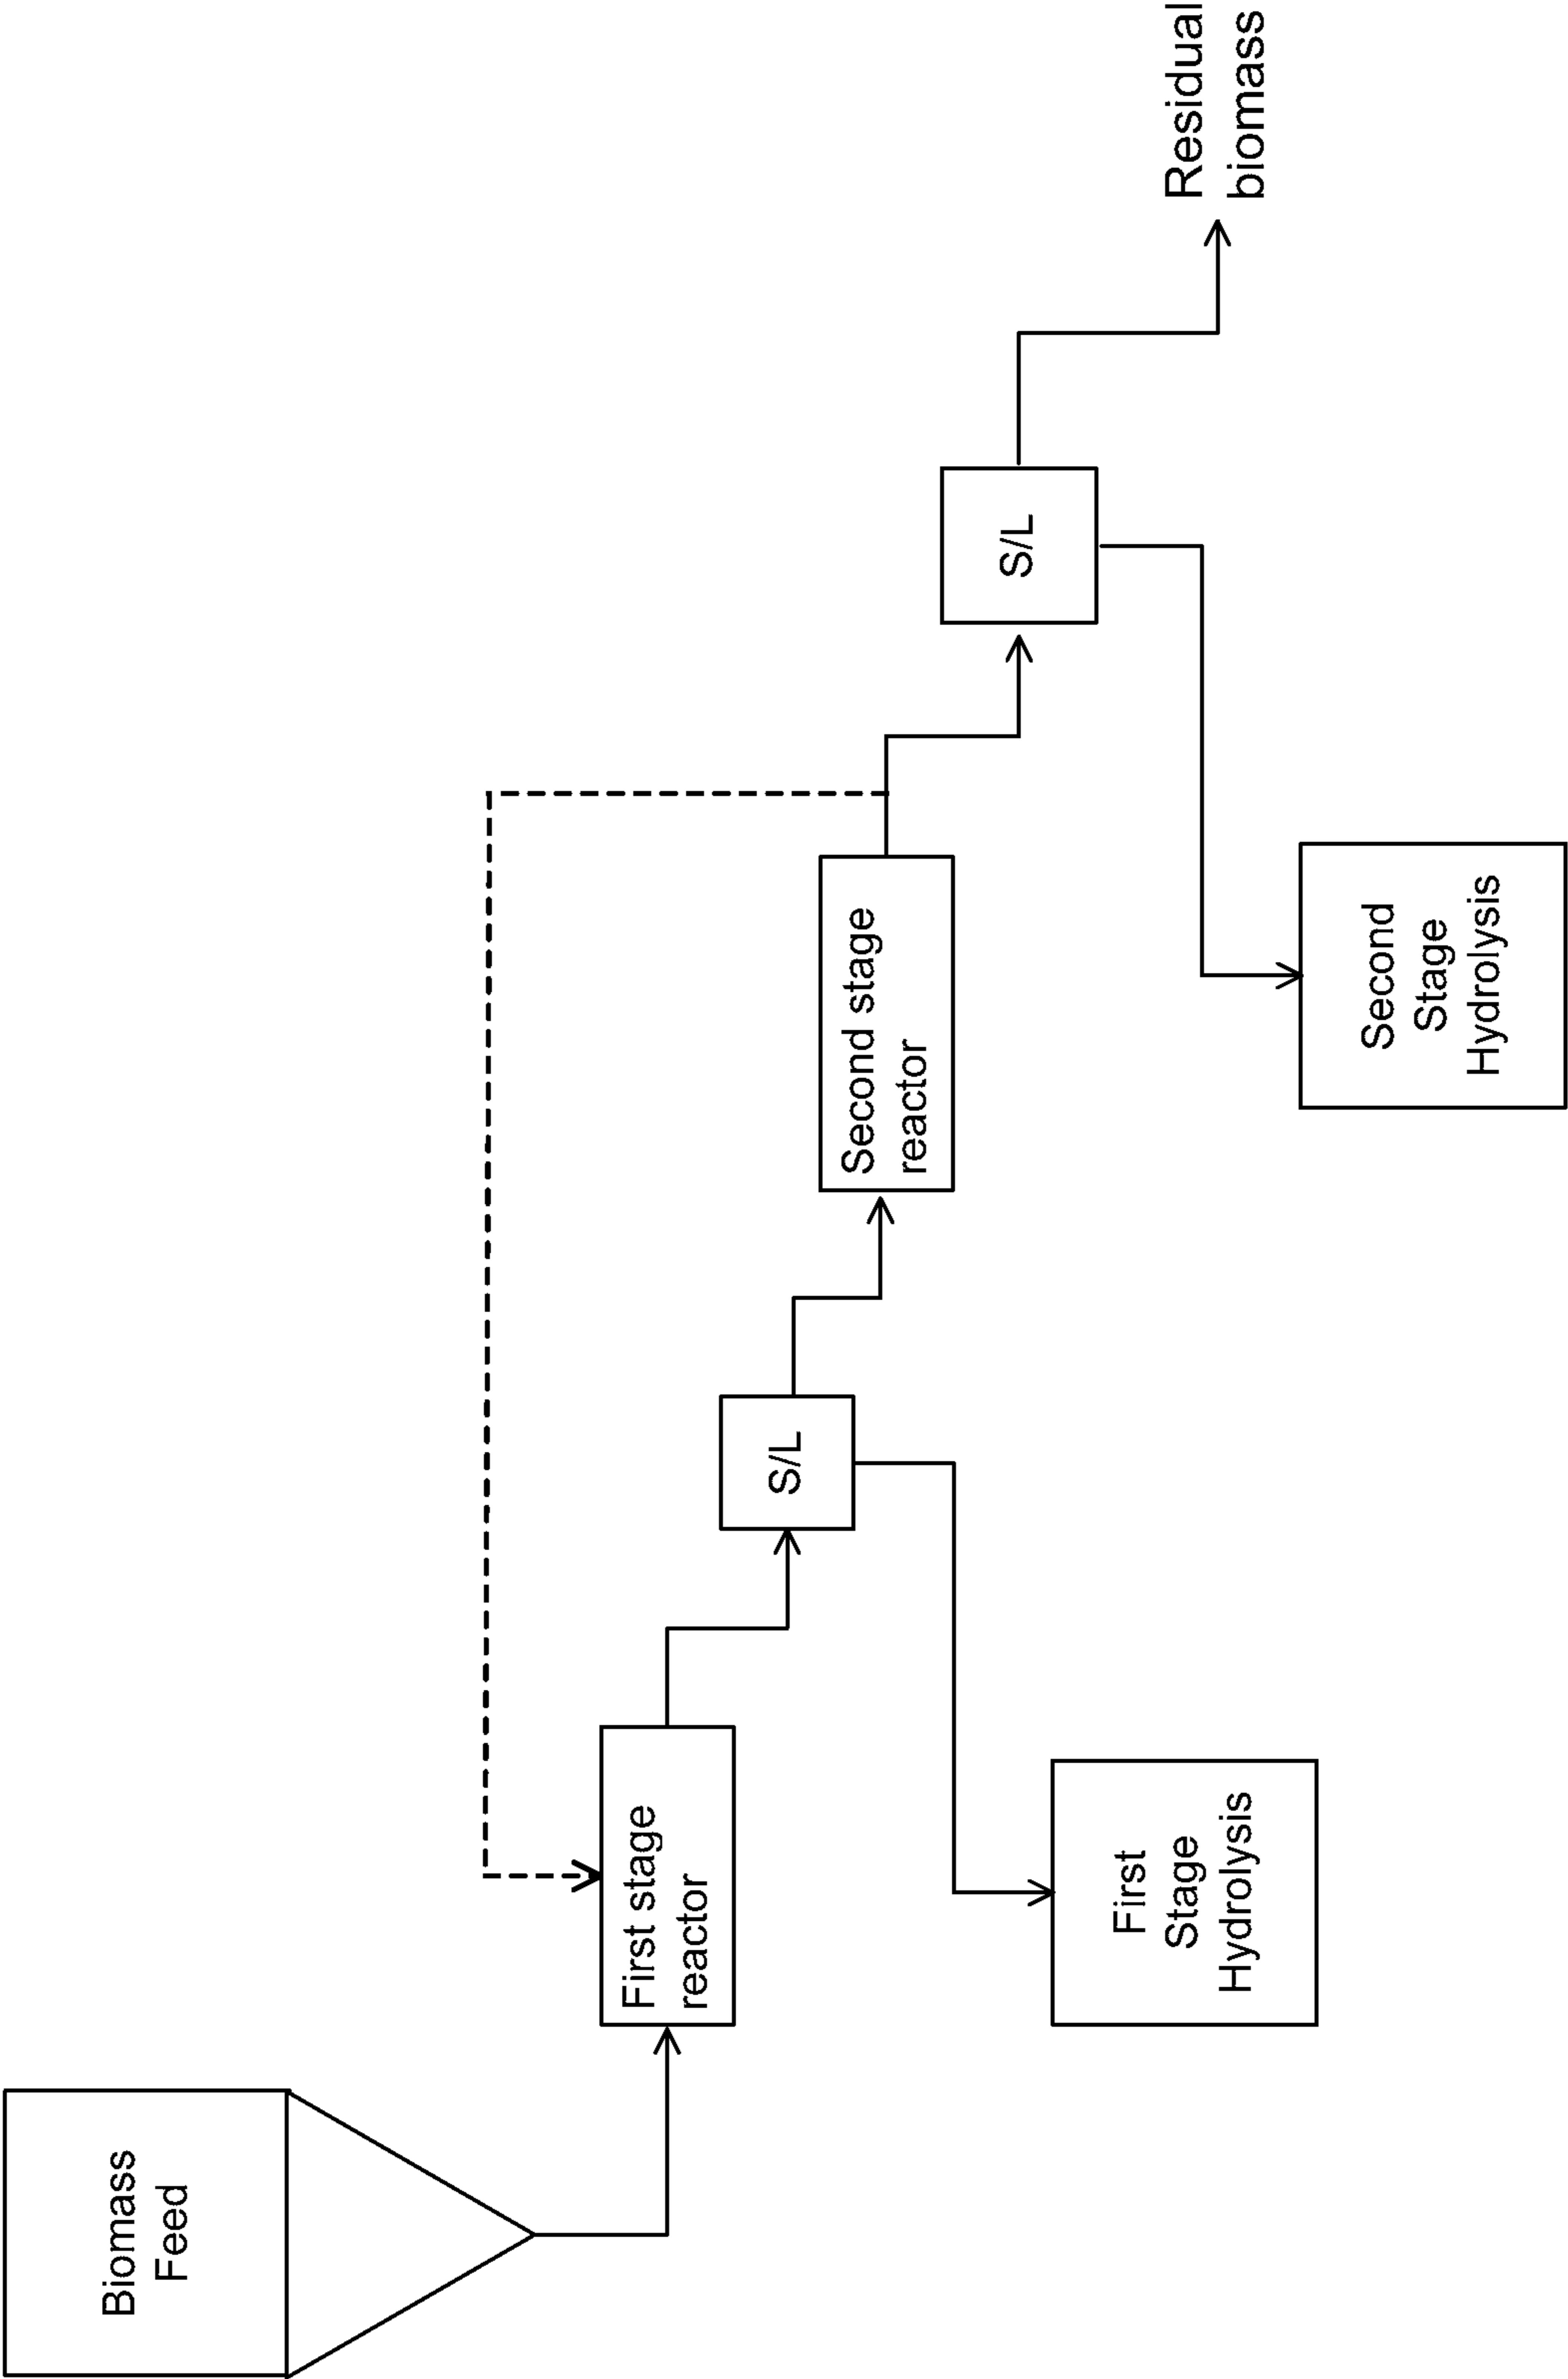 Biomass
Feed
First stage
reactor
S/L
First
Stage
Hydrolysis
Second stage
reactor
S/L
Second
Stage
Hydrolysis
Residual
biomass